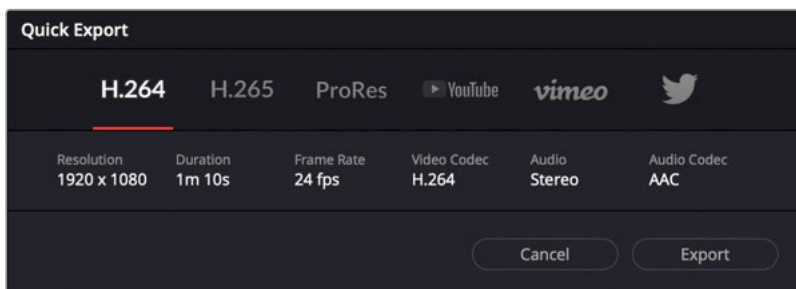 Quick Export
H.264 H.265 ProRes YouTube vimeo
Resolution Duration Frame Rate Video Codec Audio Audio Codec
1920 x 1080 1m 10s 24 fps H.264 Stereo AAC
Cancel Export